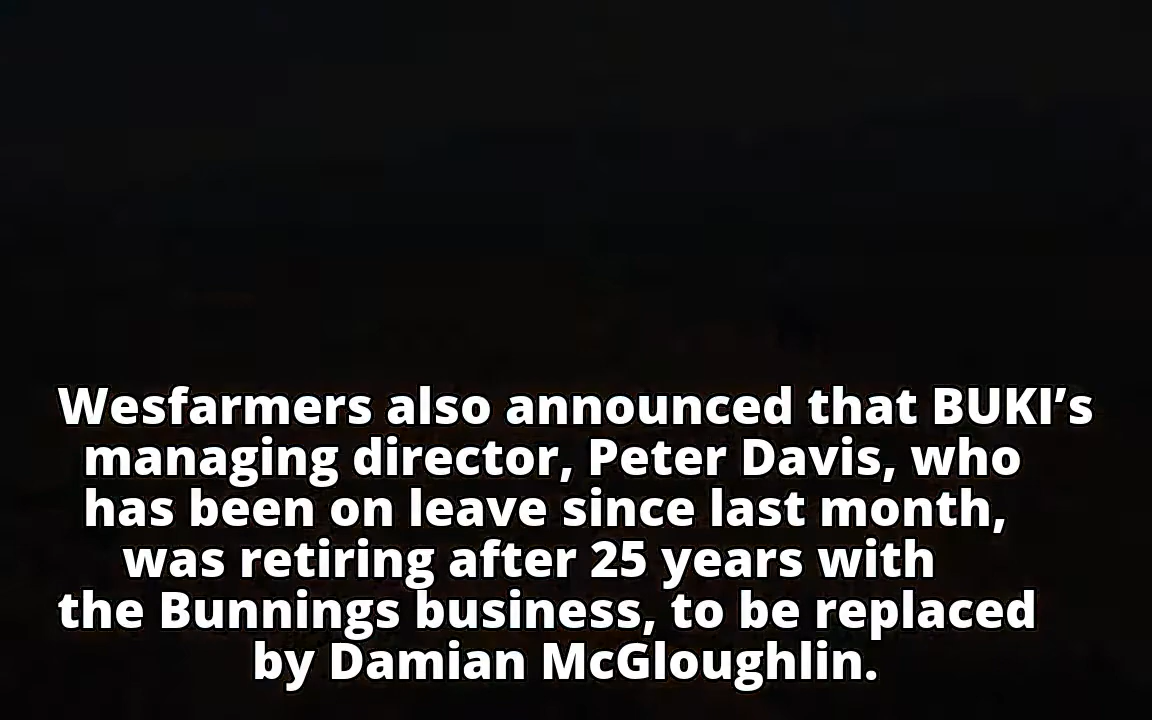 Wesfarmers also announced that BUKI’s
managing director, Peter Davis, who
has been on leave since last month,
was retiring after 25 years with
the Bunnings business, to be replaced
by Damian McGloughlin.